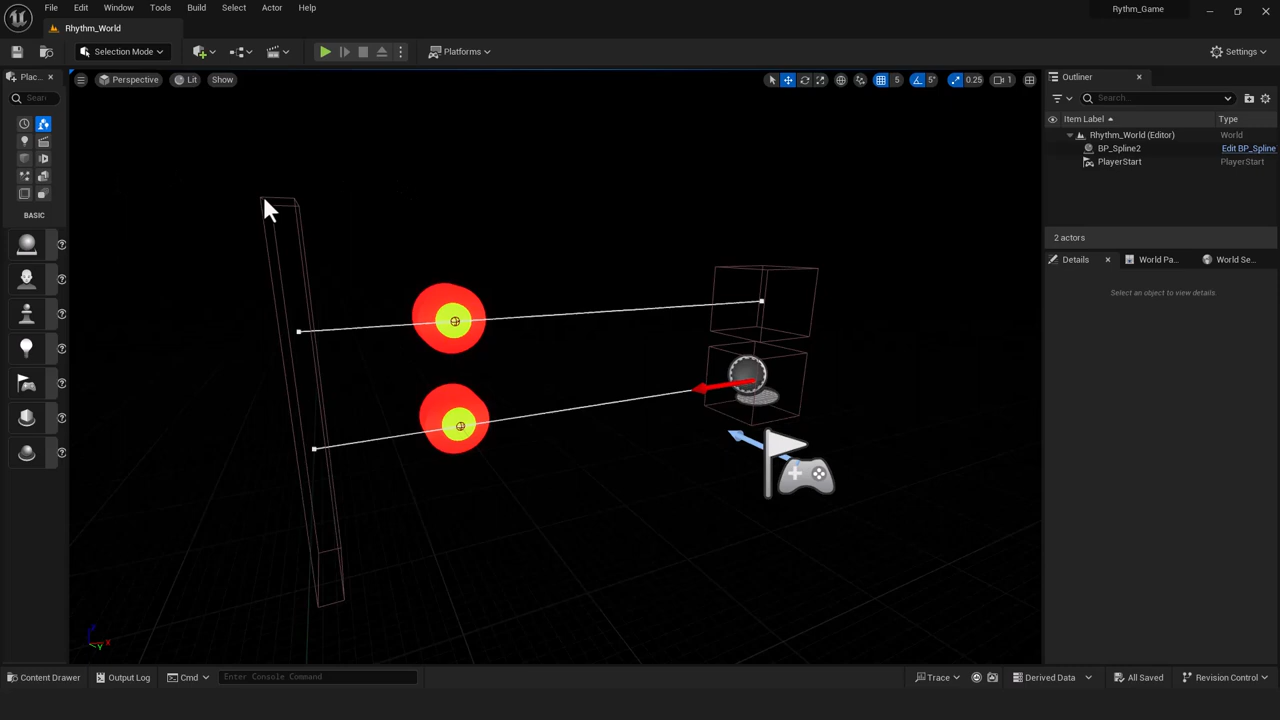 File Edit Window Tools Build Select Actor Help
Rythm_Game
Rhythm_World
Selection Mode
Platforms
Settings
Plac...
Sear
BASIC
Perspective Lit Show
5 5° 0.25 1
Outliner
Search...
Item Label Type
Rhythm_World (Editor) World
BP_Spline2 Edit BP_Spline
PlayerStart PlayerStart
2 actors
Details World Pa... World Se...
Select an object to view details
Z X Y
Content Drawer Output Log Cmd Enter Console Command Trace Derived Data All Saved Revision Control